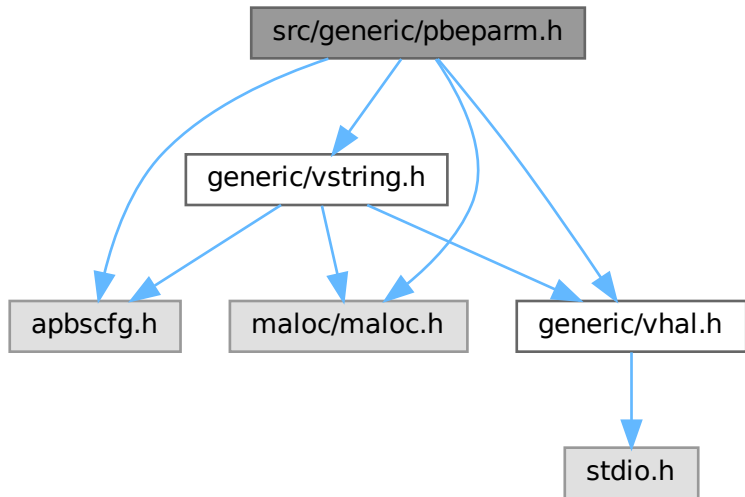 src/generic/pbeparm.h
generic/vstring.h
apbscfg.h
maloc/maloc.h
generic/vhal.h
stdio.h